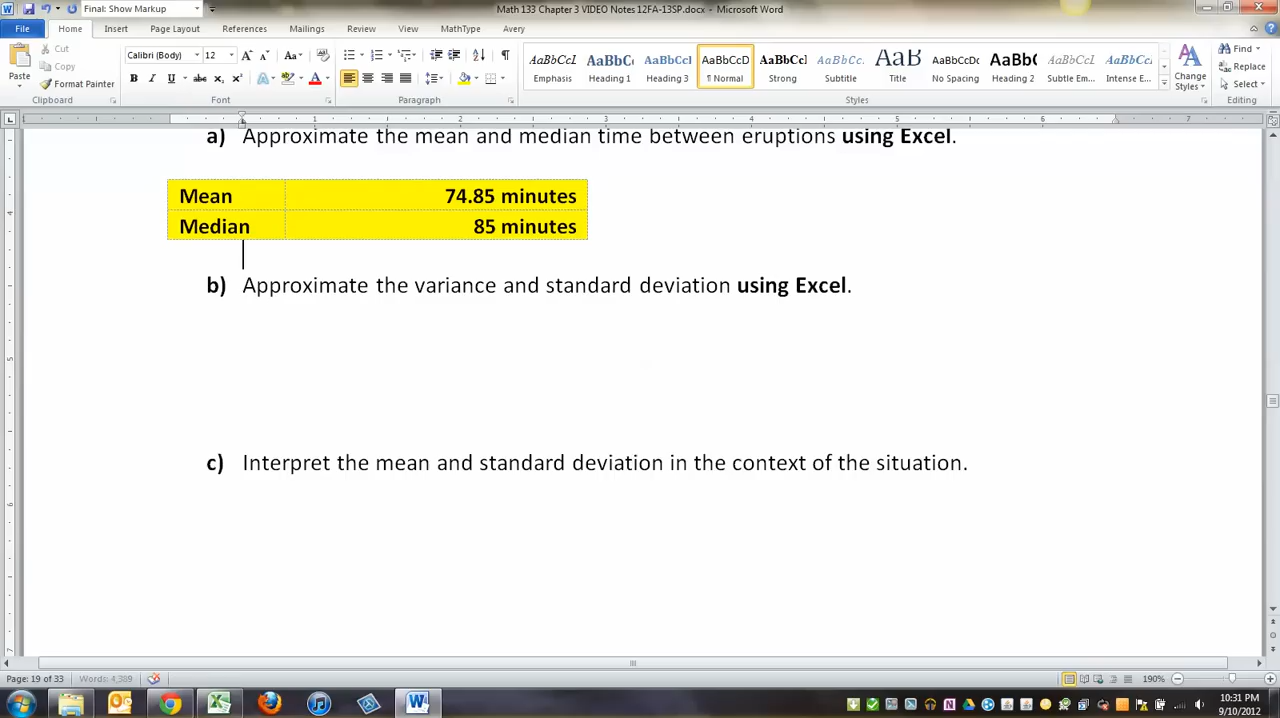 Final: Show Markup
Math 133 Chapter 3 VIDEO Notes 12FA-13SP.docx - Microsoft Word
File Home Insert Page Layout References Mailings Review View MathType Avery
Paste
Cut
Copy
Format Painter
Clipboard
Calibri (Body) 12
Font
Paragraph
AaBbCcI AaBbC AaBbCcI AaBbCcD AaBbCc AaBbCc. AaB AaBbCcDc AaBbC AaBbCcI AaBbCc.
Emphasis Heading 1 Heading 3 ¶ Normal Strong Subtitle Title No Spacing Heading 2 Subtle Em... Intense E...
Styles
Change Styles
Find
Replace
Select
Editing
a) Approximate the mean and median time between eruptions using Excel.
Mean 74.85 minutes
Median 85 minutes
b) Approximate the variance and standard deviation using Excel.
c) Interpret the mean and standard deviation in the context of the situation.
Page: 19 of 33 Words: 4,389
190%
10:31 PM
9/10/2012